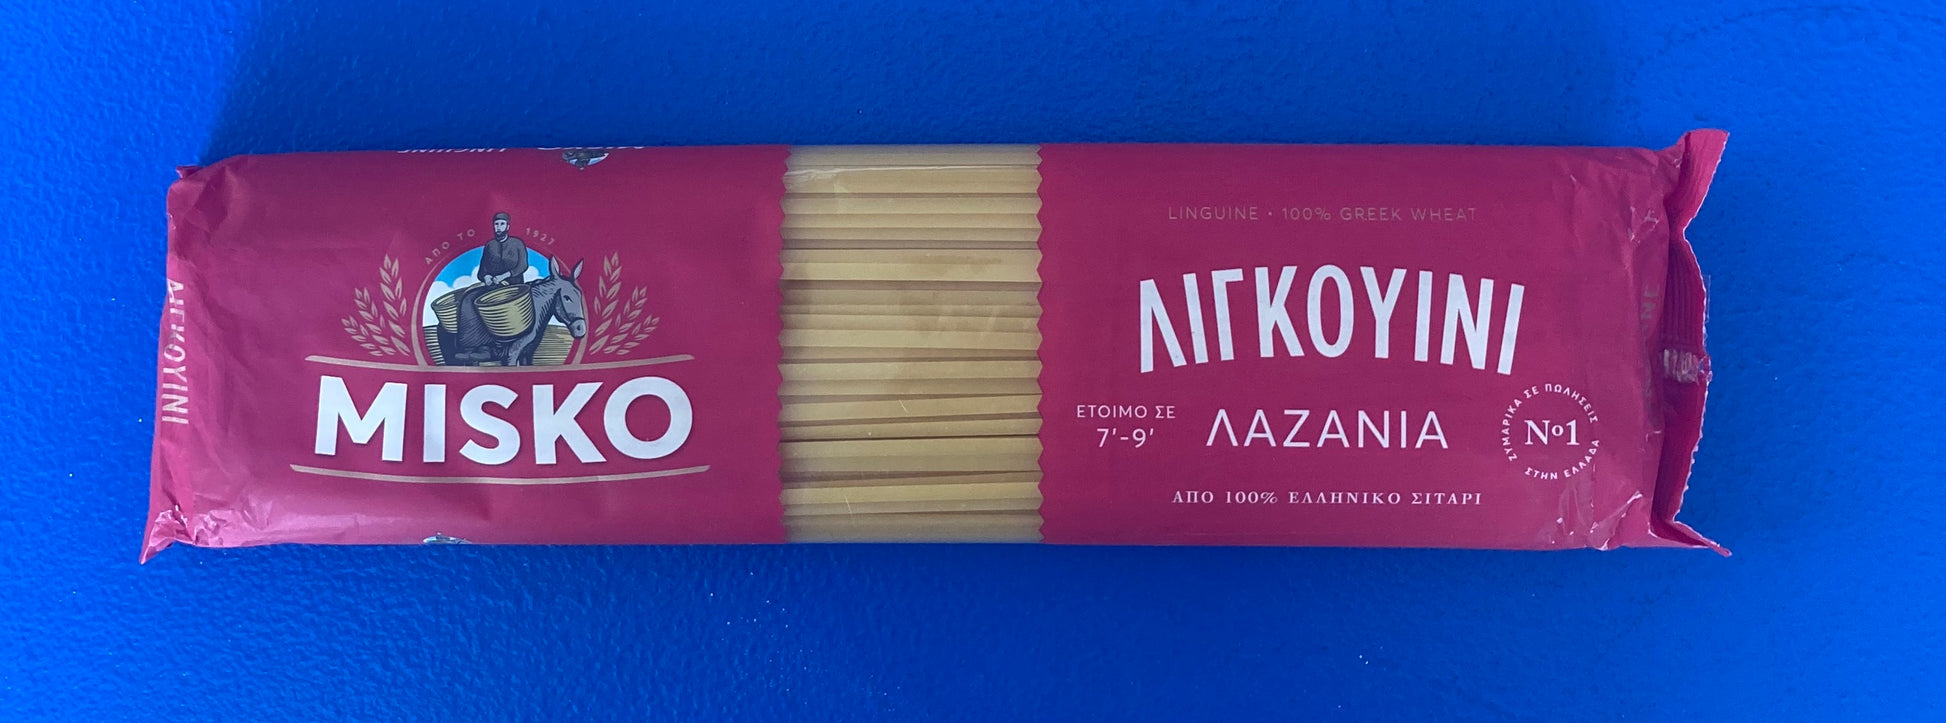 ΑΠΟ ΤΟ 1927
MISKO
ΛΙΓΚΟΥΙΝΙ
LINGUINE
LINGUINE • 100% GREEK WHEAT
ΛΙΓΚΟΥΙΝΙ
ΛΑΖΑΝΙΑ
ΕΤΟΙΜΟ ΣΕ
7'-9'
ΖΥΜΑΡΙΚΑ ΣΕ ΠΩΛΗΣΕΙΣ
Nº1
ΣΤΗΝ ΕΛΛΑΔΑ
ΑΠΟ 100% ΕΛΛΗΝΙΚΟ ΣΙΤΑΡΙ